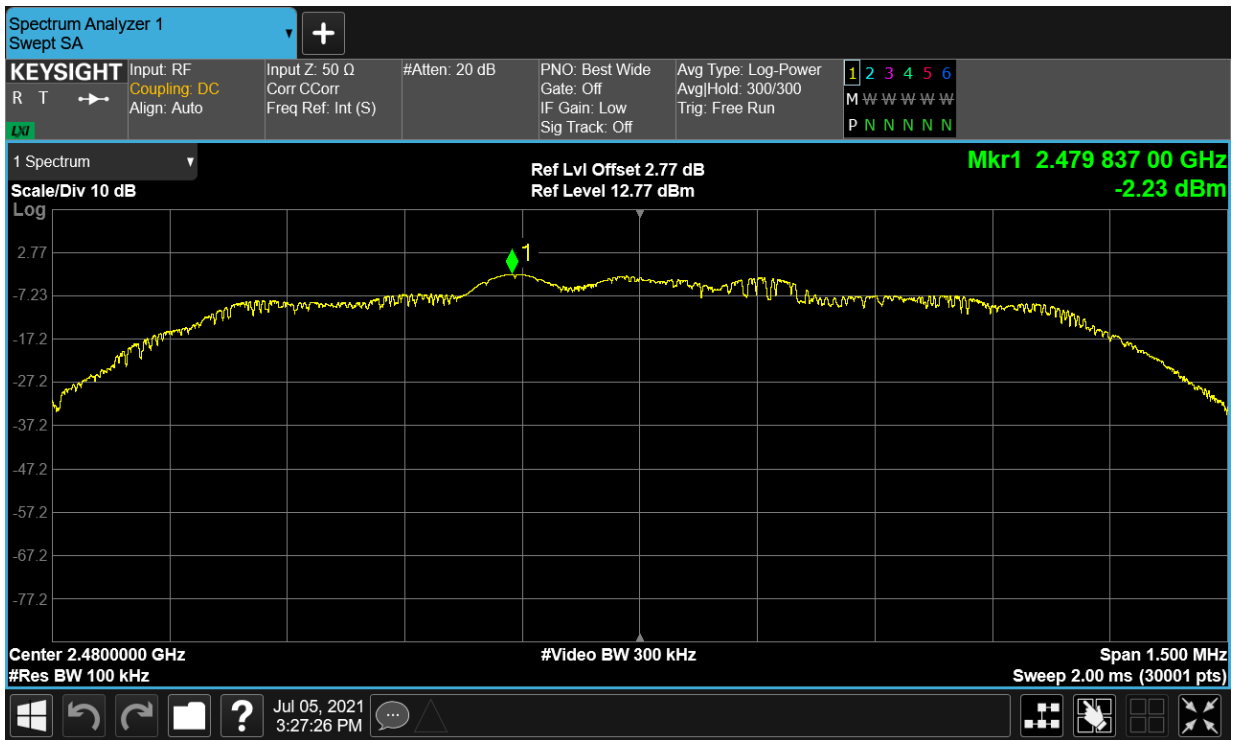 Spectrum Analyzer 1
Swept SA
KEYSIGHT
R T
LXI
Input: RF
Coupling: DC
Align: Auto
Input Z: 50 Ω
Corr CCorr
Freq Ref: Int (S)
#Atten: 20 dB
PNO: Best Wide
Gate: Off
IF Gain: Low
Sig Track: Off
Avg Type: Log-Power
Avg|Hold: 300/300
Trig: Free Run
1 2 3 4 5 6
M W W W W W
P N N N N N
1 Spectrum
Scale/Div 10 dB
Log
Ref Lvl Offset 2.77 dB
Ref Level 12.77 dBm
Mkr1 2.479 837 00 GHz
-2.23 dBm
1
2.77
-7.23
-17.2
-27.2
-37.2
-47.2
-57.2
-67.2
-77.2
Center 2.4800000 GHz
#Res BW 100 kHz
#Video BW 300 kHz
Span 1.500 MHz
Sweep 2.00 ms (30001 pts)
?
Jul 05, 2021
3:27:26 PM